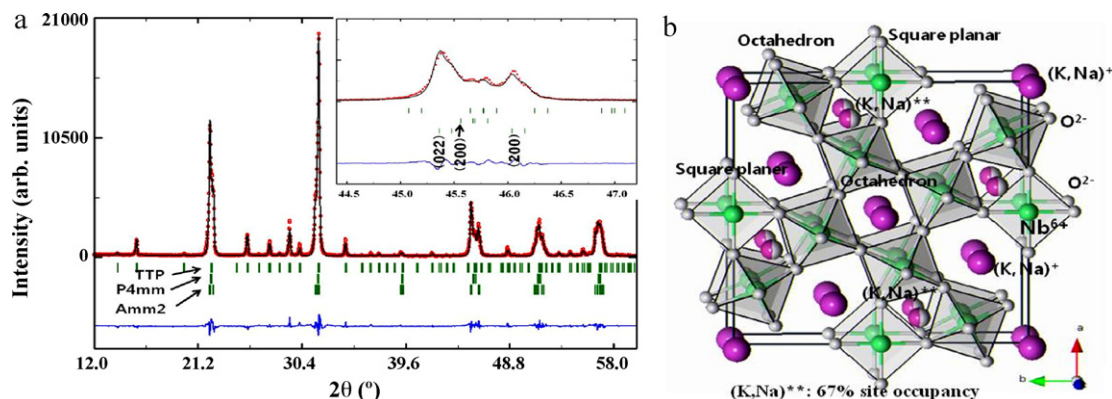 a
21000
10500
0
Intensity (arb. units)
TTP
P4mm
Amm2
12.0 21.2 30.4 39.6 48.8 58.0
2θ (º)
(022)
(200)
(200)
44.5 45.0 45.5 46.0 46.5 47.0
b
Octahedron
Square planar
(K,Na)⁺
(K,Na)**
O²⁻
Square planer
Octahedron
O²⁻
Nb⁶⁺
(K,Na)⁺
(K,Na)**
a
b
(K,Na)**: 67% site occupancy